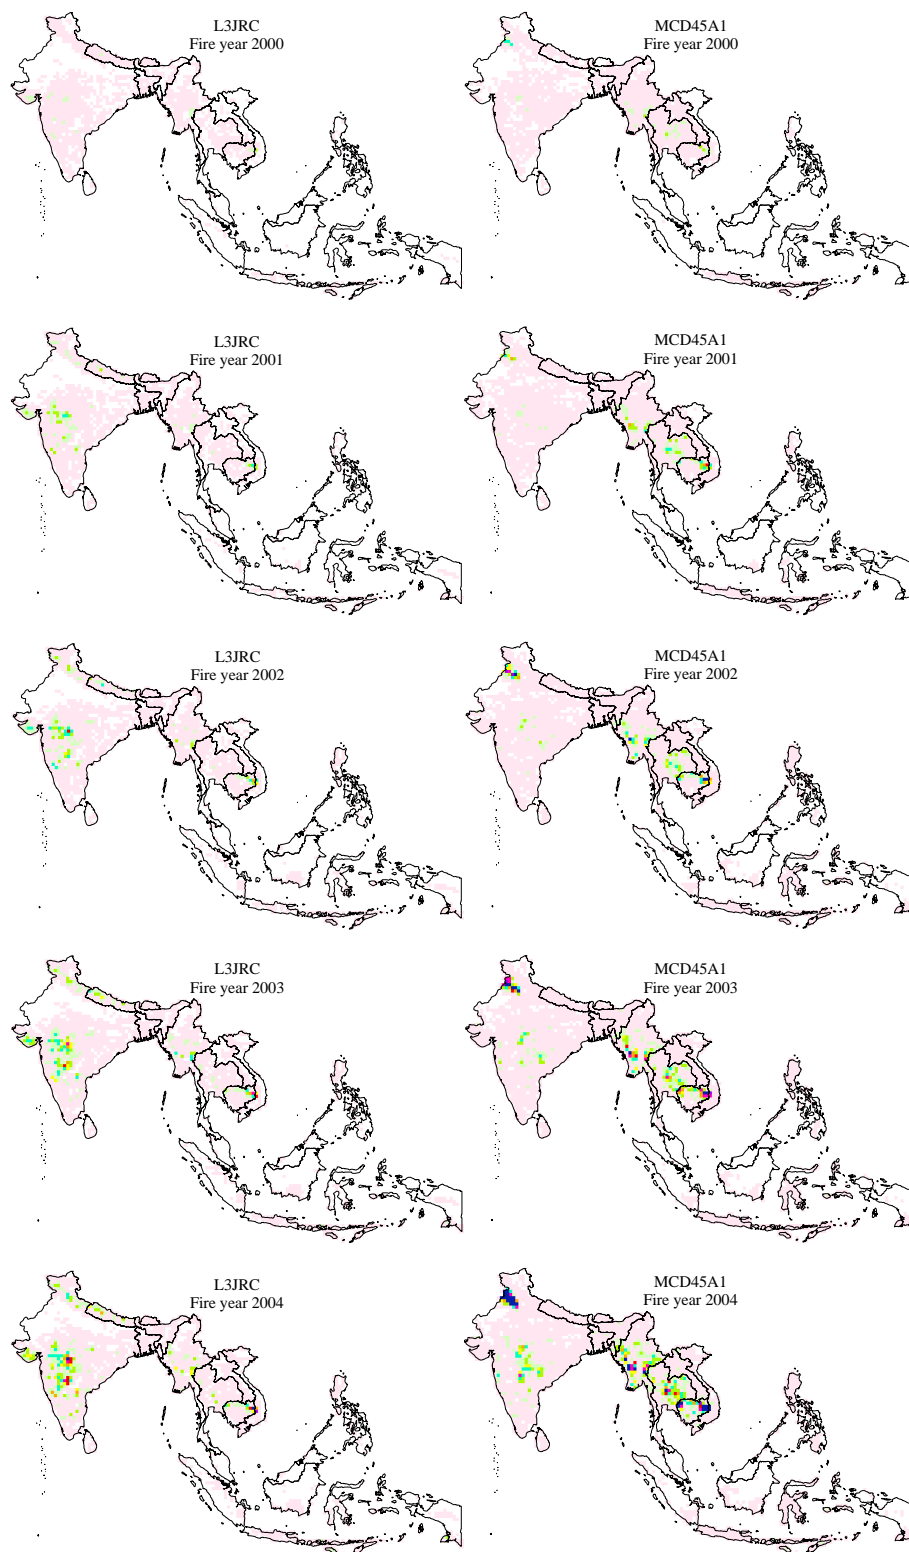 L3JRC
Fire year 2000
MCD45A1
Fire year 2000
L3JRC
Fire year 2001
MCD45A1
Fire year 2001
L3JRC
Fire year 2002
MCD45A1
Fire year 2002
L3JRC
Fire year 2003
MCD45A1
Fire year 2003
L3JRC
Fire year 2004
MCD45A1
Fire year 2004